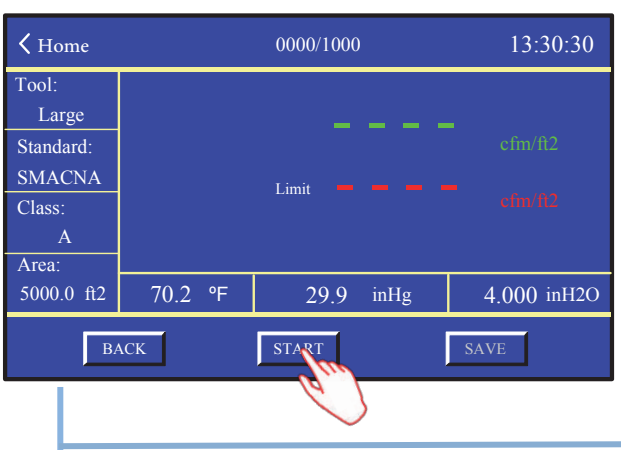 Home 0000/1000 13:30:30
Tool:
Large
Standard:
SMACNA
Class:
A
Area:
5000.0 ft2
cfm/ft2
Limit cfm/ft2
70.2 ºF 29.9 inHg 4.000 inH2O
BACK START SAVE